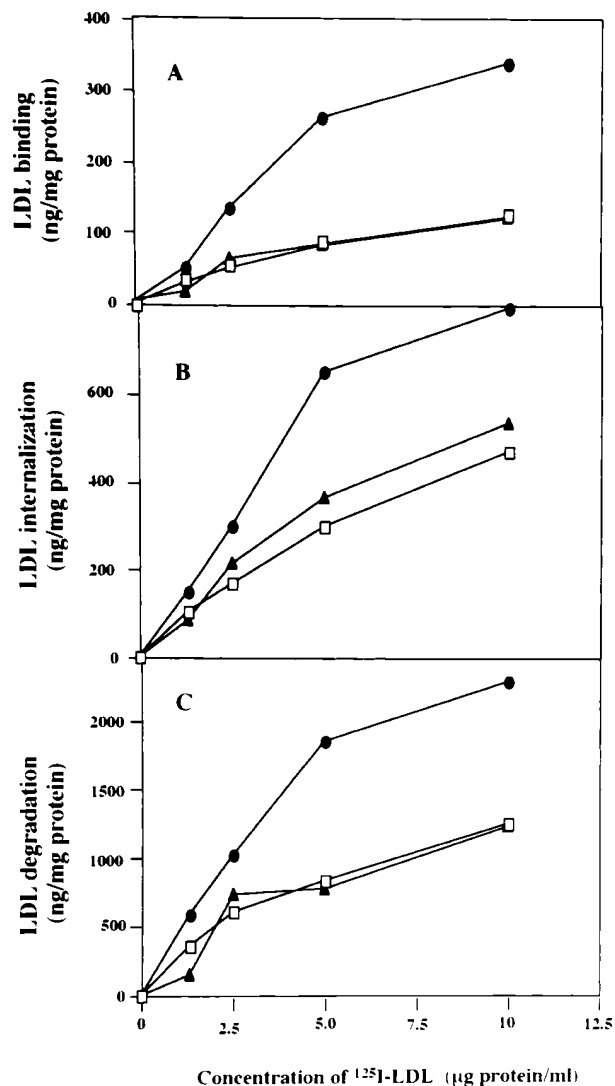 400
A
300
LDL binding
(ng/mg protein)
200
100
0
B
600
LDL internalization
(ng/mg protein)
400
200
0
C
2000
LDL degradation
(ng/mg protein)
1500
1000
500
0
0 2.5 5.0 7.5 10 12.5
Concentration of ¹²⁵I-LDL (µg protein/ml)